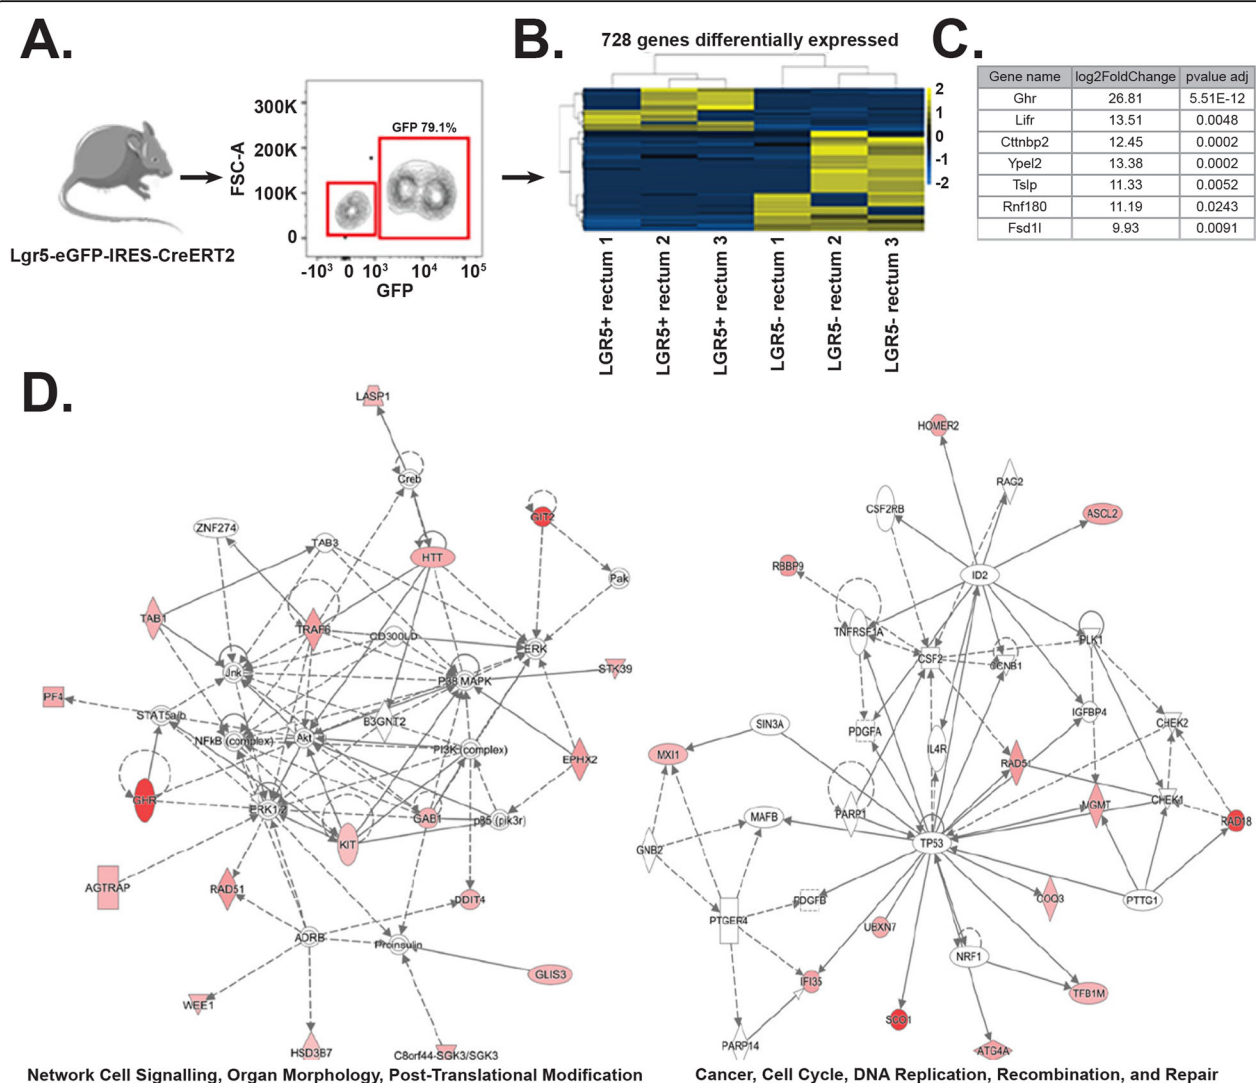 A.
B.
C.
728 genes differentially expressed
300K
200K
100K
0
FSC-A
GFP 79.1%
-10³ 0 10³ 10⁴ 10⁵
GFP
Lgr5-eGFP-IRES-CreERT2
2
1
0
-1
-2
LGR5+ rectum 1
LGR5+ rectum 2
LGR5+ rectum 3
LGR5- rectum 1
LGR5- rectum 2
LGR5- rectum 3
Gene name log2FoldChange pvalue adj
Ghr 26.81 5.51E-12
Lifr 13.51 0.0048
Cttnbp2 12.45 0.0002
Ypel2 13.38 0.0002
Tslp 11.33 0.0052
Rnf180 11.19 0.0243
Fsd1l 9.93 0.0091
D.
LASP1
Creb
ZNF274
TAB3
GIT2
HTT
Pak
TAB1
TRAF6
CD300LD
ERK
Jnk
P38 MAPK
STK39
PF4
STAT5a/b
B3GNT2
NFkB (complex)
Akt
PI3K (complex)
EPHX2
GHR
ERK1/2
GAB1
p85 (pik3r)
KIT
AGTRAP
RAD51
DDIT4
ADRB
Proinsulin
GLIS3
WEE1
HSD3B7
C8orf44-SGK3/SGK3
Network Cell Signalling, Organ Morphology, Post-Translational Modification
HOMER2
RAG2
CSF2RB
ASCL2
RBBP9
ID2
TNFRSF1A
PLK1
CSF2
CCNB1
SIN3A
PDGFA
IGFBP4
CHEK2
IL4R
MXI1
RAD51
PARP1
MGMT
CHEK1
MAFB
RAD18
GNB2
TP53
PDGFB
COQ3
PTTG1
PTGER4
UBXN7
NRF1
IFI35
TFB1M
SCO1
PARP14
ATG4A
Cancer, Cell Cycle, DNA Replication, Recombination, and Repair